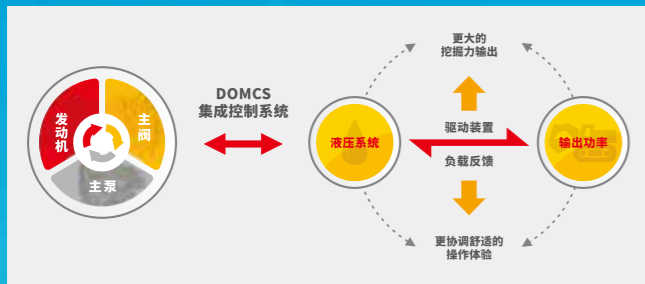 发动机
主阀
主泵
DOMCS
集成控制系统
液压系统
更大的
挖掘力输出
驱动装置
负载反馈
更协调舒适的
操作体验
输出功率